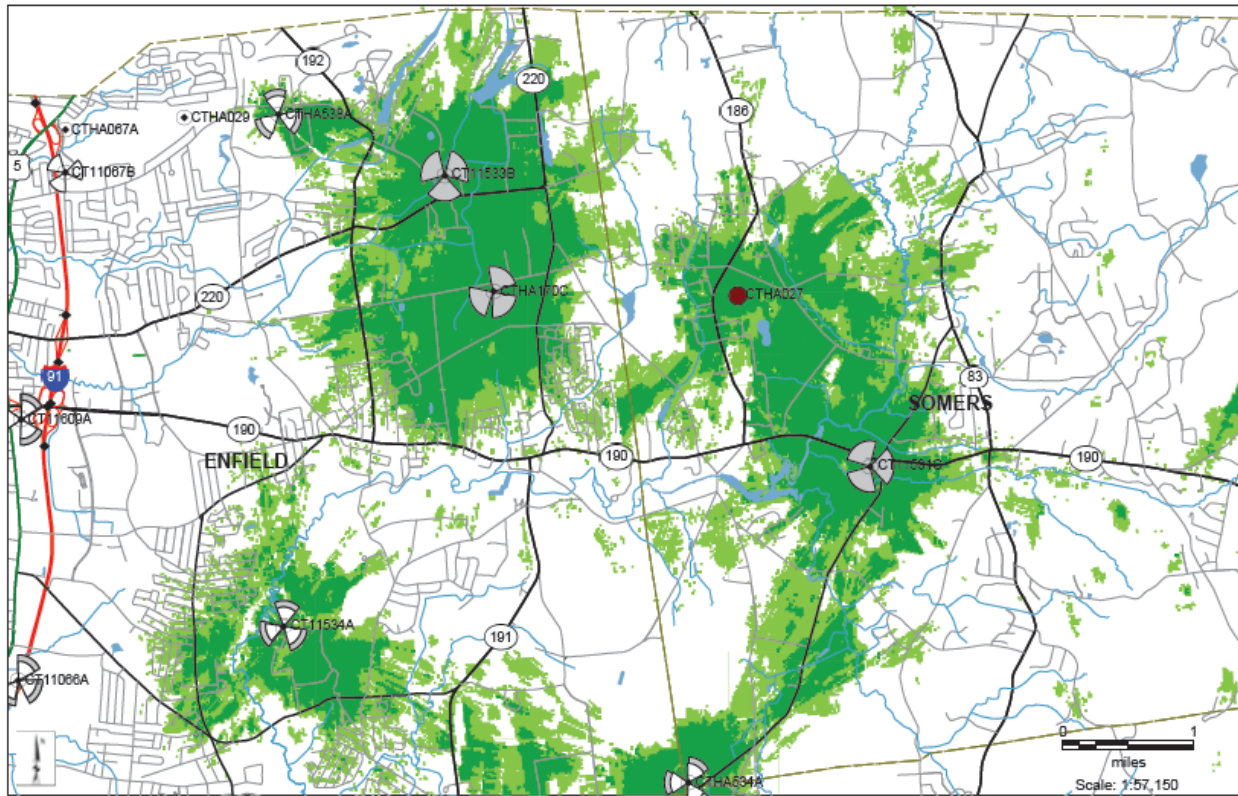 192
220
186
CTHA538A
CTHA029
CTHA067A
5
CT11067B
CT11533B
220
CTHA170C
CTHA027
91
83
SOMERS
CT11609A
190
ENFIELD
190
190
CT11534A
191
CT11066A
0 1
miles
Scale: 1:57,150
CTHA534A